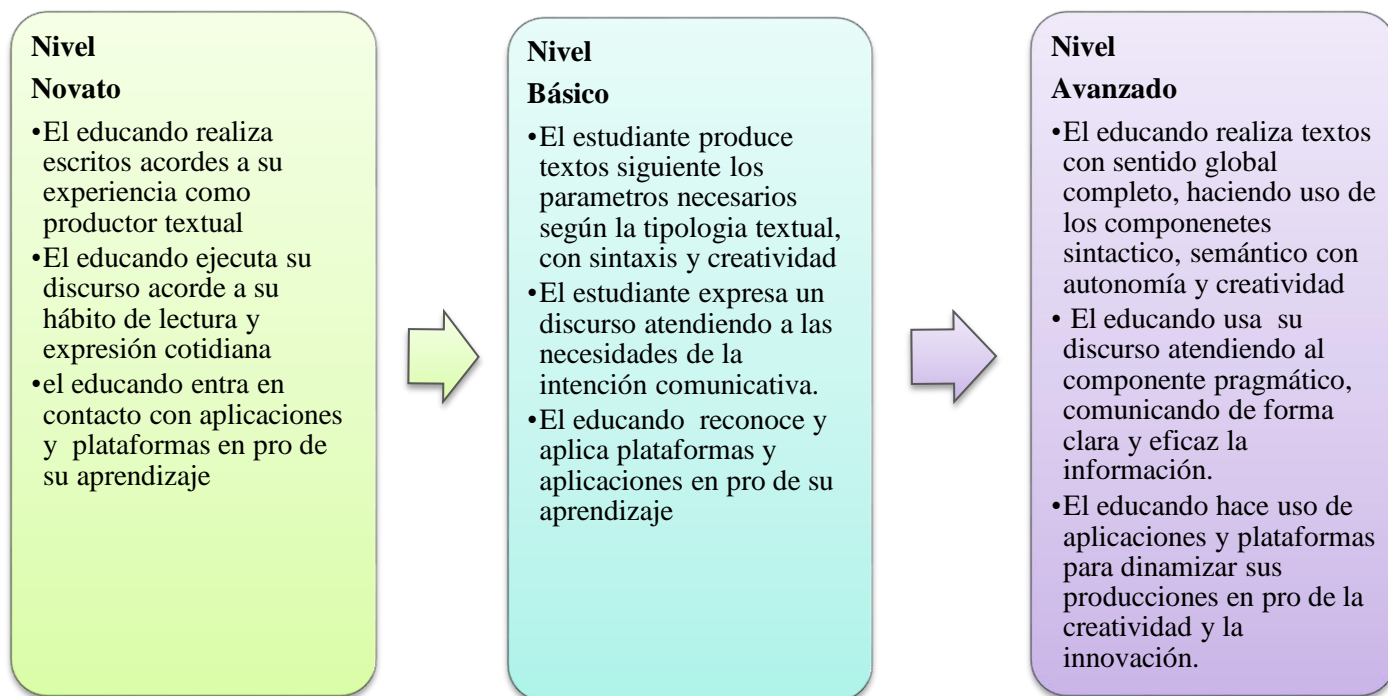 Nivel
Novato
•El educando realiza
escritos acordes a su
experiencia como
productor textual
•El educando ejecuta su
discurso acorde a su
hábito de lectura y
expresión cotidiana
•el educando entra en
contacto con aplicaciones
y plataformas en pro de
su aprendizaje
Nivel
Básico
•El estudiante produce
textos siguiente los
parametros necesarios
según la tipologia textual,
con sintaxis y creatividad
•El estudiante expresa un
discurso atendiendo a las
necesidades de la
intención comunicativa.
•El educando reconoce y
aplica plataformas y
aplicaciones en pro de su
aprendizaje
Nivel
Avanzado
•El educando realiza textos
con sentido global
completo, haciendo uso de
los componenetes
sintactico, semántico con
autonomía y creatividad
• El educando usa su
discurso atendiendo al
componente pragmático,
comunicando de forma
clara y eficaz la
información.
•El educando hace uso de
aplicaciones y plataformas
para dinamizar sus
producciones en pro de la
creatividad y la
innovación.